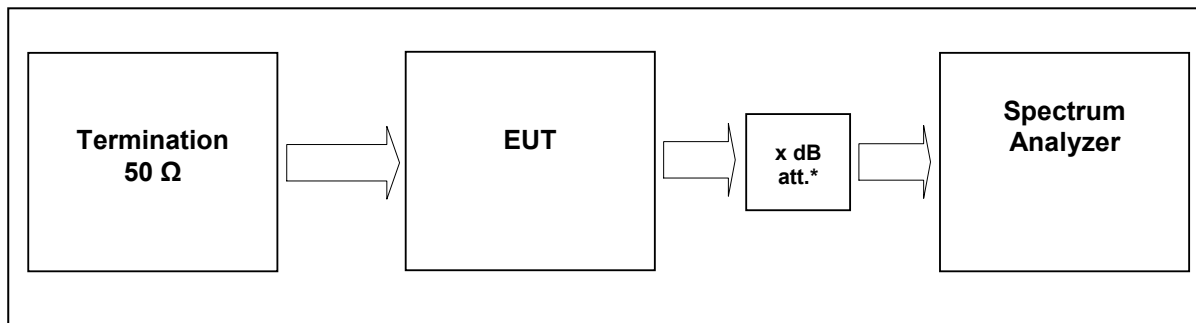 Termination
50 Ω
EUT
x dB
att.*
Spectrum
Analyzer